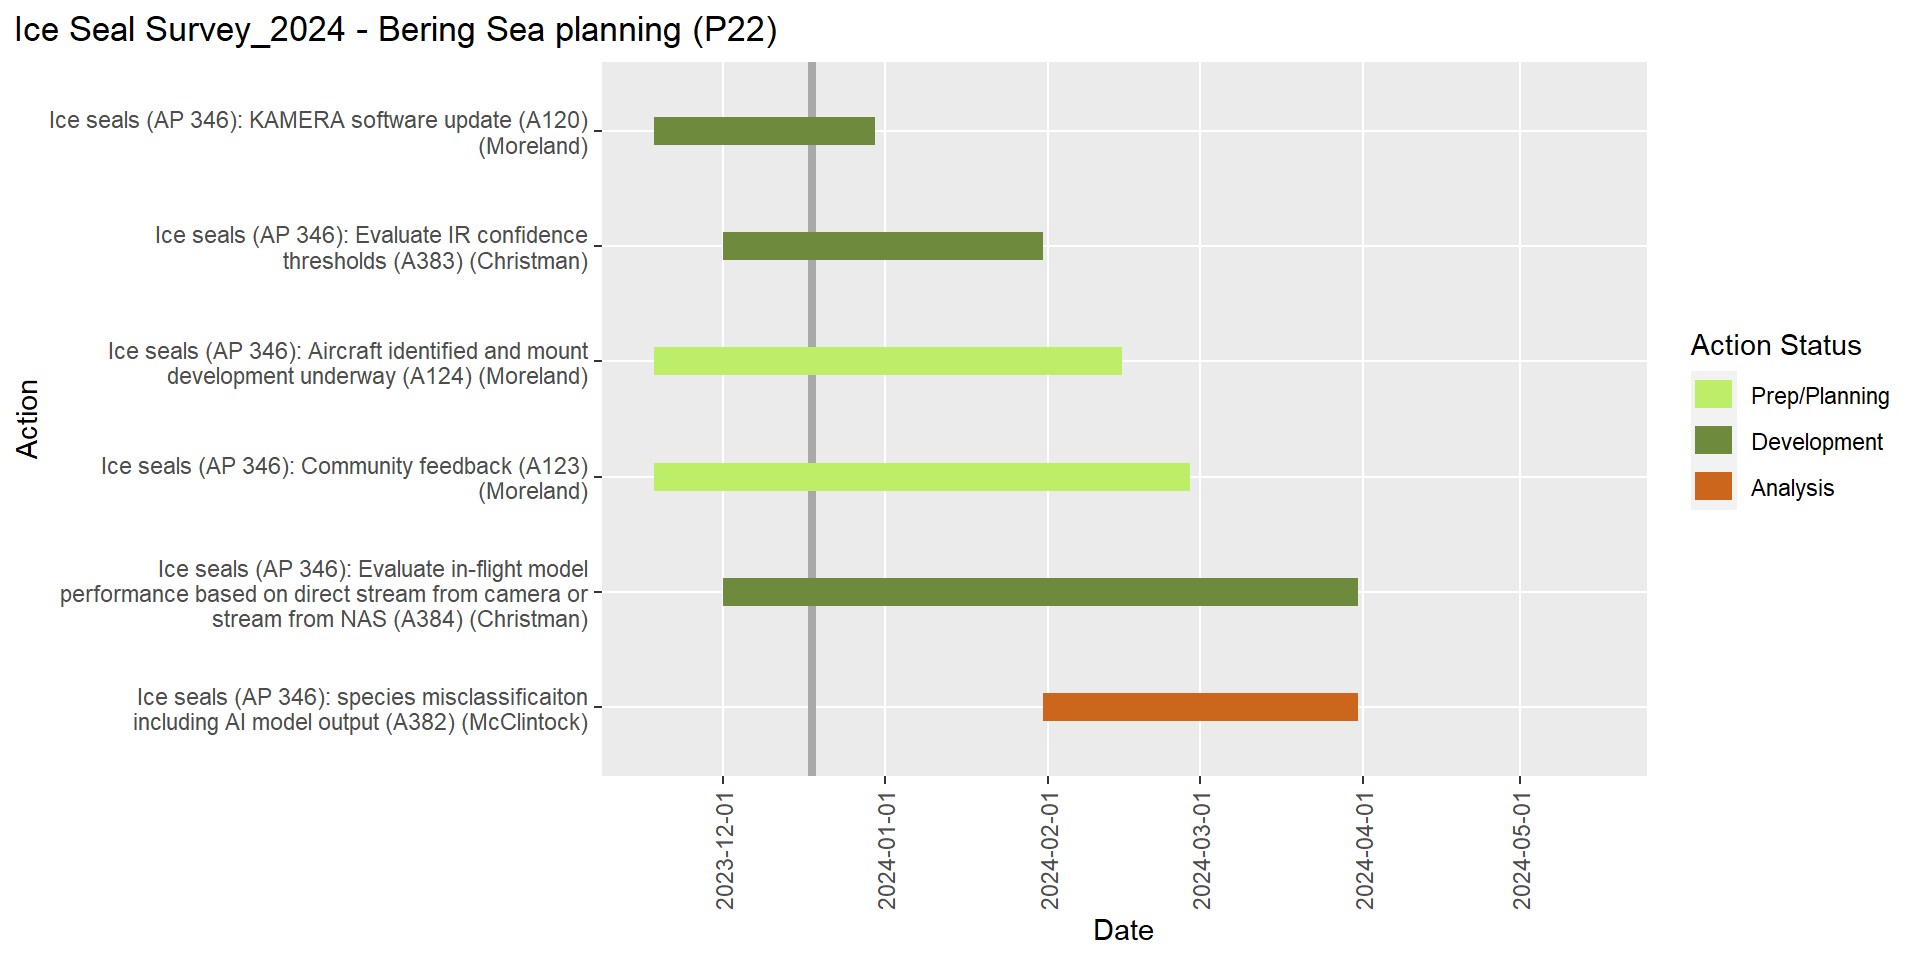 Ice Seal Survey_2024 - Bering Sea planning (P22)
Ice seals (AP 346): KAMERA software update (A120)
(Moreland)
Ice seals (AP 346): Evaluate IR confidence
thresholds (A383) (Christman)
Ice seals (AP 346): Aircraft identified and mount
development underway (A124) (Moreland)
Ice seals (AP 346): Community feedback (A123)
(Moreland)
Ice seals (AP 346): Evaluate in-flight model
performance based on direct stream from camera or
stream from NAS (A384) (Christman)
Ice seals (AP 346): species misclassificaiton
including AI model output (A382) (McClintock)
Action
2023-12-01
2024-01-01
2024-02-01
2024-03-01
2024-04-01
2024-05-01
Date
Action Status
Prep/Planning
Development
Analysis